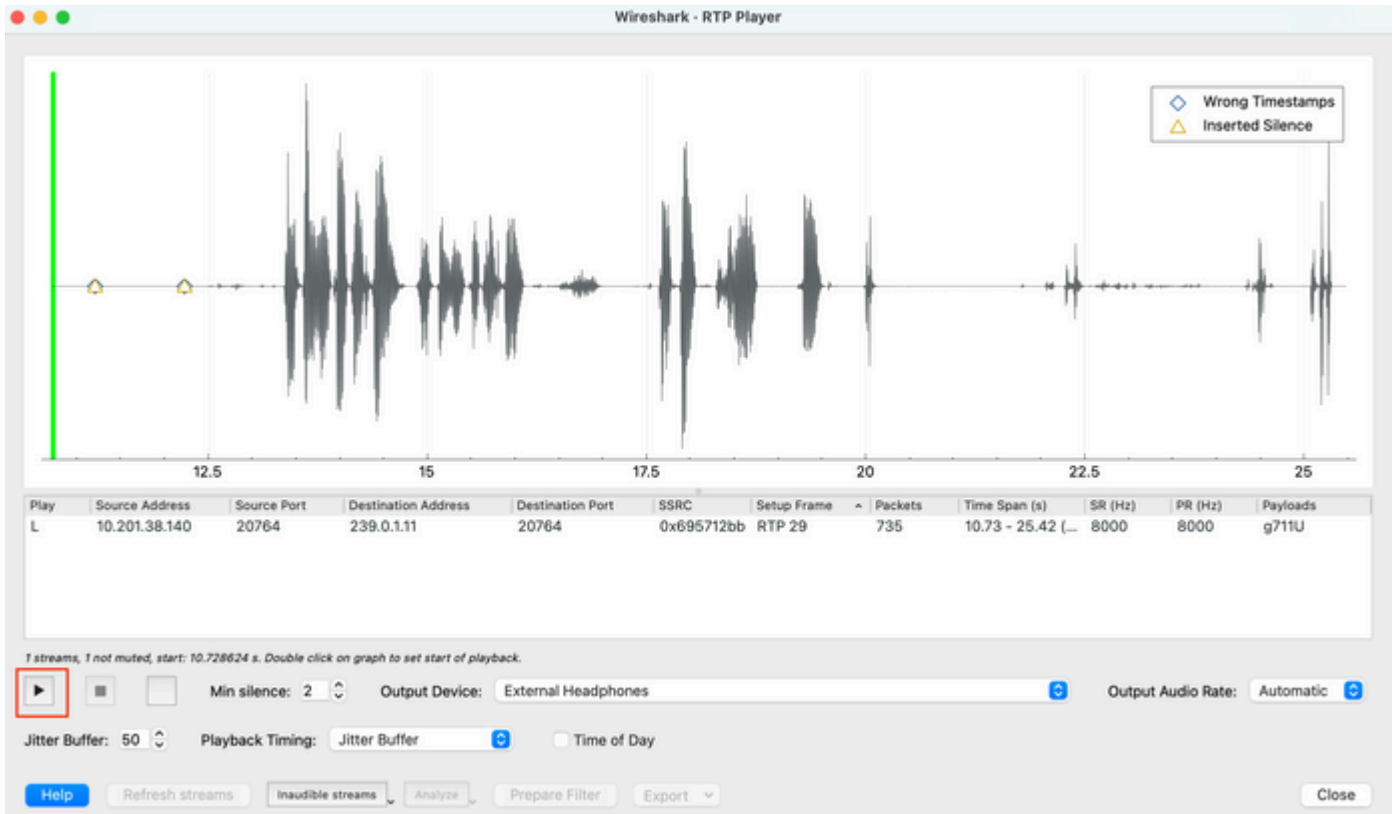 Wireshark - RTP Player
Wrong Timestamps
Inserted Silence
12.5 15 17.5 20 22.5 25
Play Source Address Source Port Destination Address Destination Port SSRC Setup Frame Packets Time Span (s) SR (Hz) PR (Hz) Payloads
L 10.201.38.140 20764 239.0.1.11 20764 0x695712bb RTP 29 735 10.73 - 25.42 (... 8000 8000 g711U
1 streams, 1 not muted, start: 10.728624 s. Double click on graph to set start of playback.
Min silence: 2 Output Device: External Headphones Output Audio Rate: Automatic
Jitter Buffer: 50 Playback Timing: Jitter Buffer Time of Day
Help Refresh streams Inaudible streams Analyze Prepare Filter Export Close